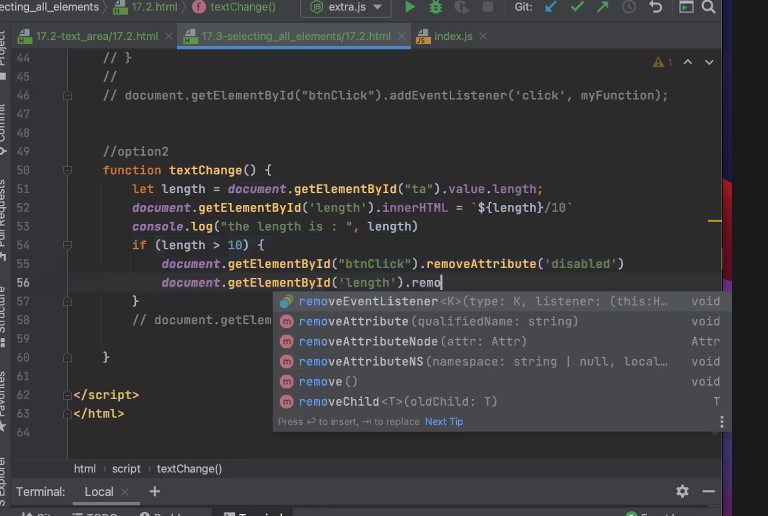 ecting_all_elements 17.2.html textChange() extra.js Git:
17.2-text_area/17.2.html 17.3-selecting_all_elements/17.2.html index.js
Project
Commit
Pull Requests
Structure
Favorites
44 // }
45 //
46 // document.getElementById("btnClick").addEventListener('click', myFunction);
47
48
49 //option2
50 function textChange() {
51 let length = document.getElementById("ta").value.length;
52 document.getElementById('length').innerHTML = `${length}/10`
53 console.log("the length is : ", length)
54 if (length > 10) {
55 document.getElementById("btnClick").removeAttribute('disabled')
56 document.getElementById('length').remo
57 }
58 // document.getElem
59
60 }
61
62 </script>
63 </html>
64
1
removeEventListener<K>(type: K, listener: (this:H… void
removeAttribute(qualifiedName: string) void
removeAttributeNode(attr: Attr) Attr
removeAttributeNS(namespace: string | null, local… void
remove() void
removeChild<T>(oldChild: T) T
Press ⏎ to insert, ⇥ to replace Next Tip
html › script › textChange()
Terminal: Local × +